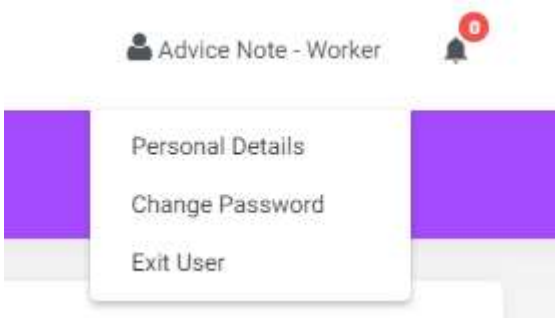 Advice Note - Worker
0
Personal Details
Change Password
Exit User